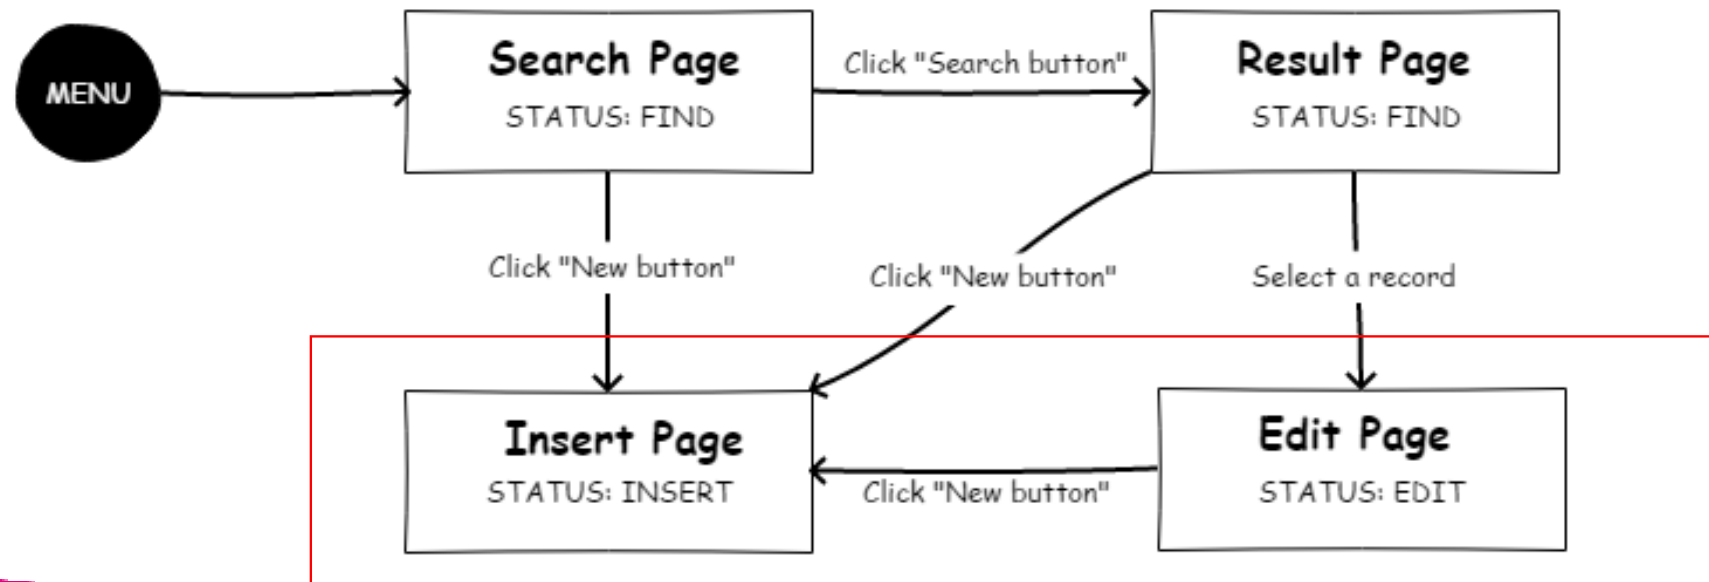 MENU
Search Page
STATUS: FIND
Click "Search button"
Result Page
STATUS: FIND
Click "New button"
Click "New button"
Select a record
Insert Page
STATUS: INSERT
Click "New button"
Edit Page
STATUS: EDIT